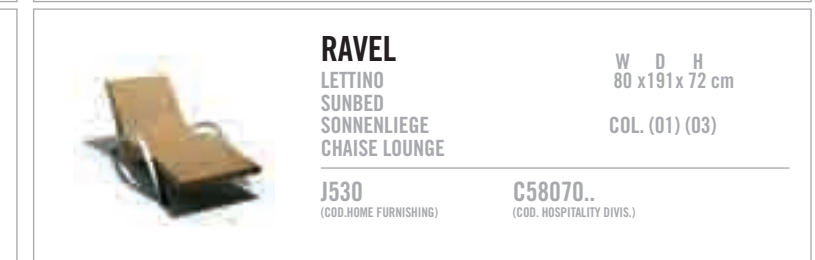 RAVEL
LETTINO
SUNBED
SONNENLIEGE
CHAISE LOUNGE
W D H
80 x191x 72 cm
COL. (01) (03)
J530
(COD.HOME FURNISHING)
C58070..
(COD. HOSPITALITY DIVIS.)